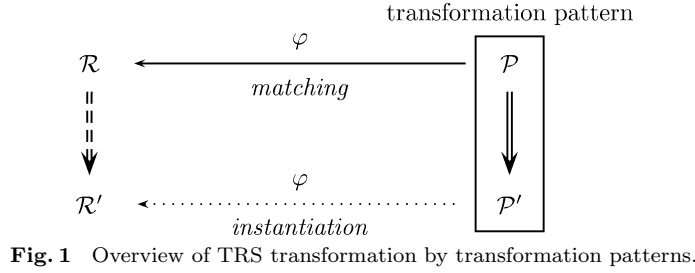 transformation pattern
φ
ℛ 𝒫
matching
φ
ℛ′ 𝒫′
instantiation
Fig. 1 Overview of TRS transformation by transformation patterns.